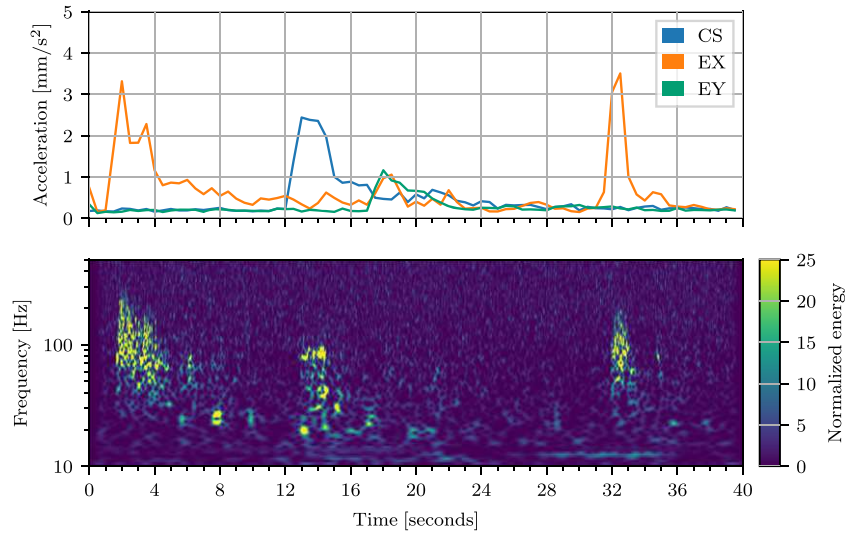 5
4
3
2
1
0
Acceleration [mm/s²]
CS
EX
EY
100
10
Frequency [Hz]
0 4 8 12 16 20 24 28 32 36 40
Time [seconds]
25
20
15
10
5
0
Normalized energy